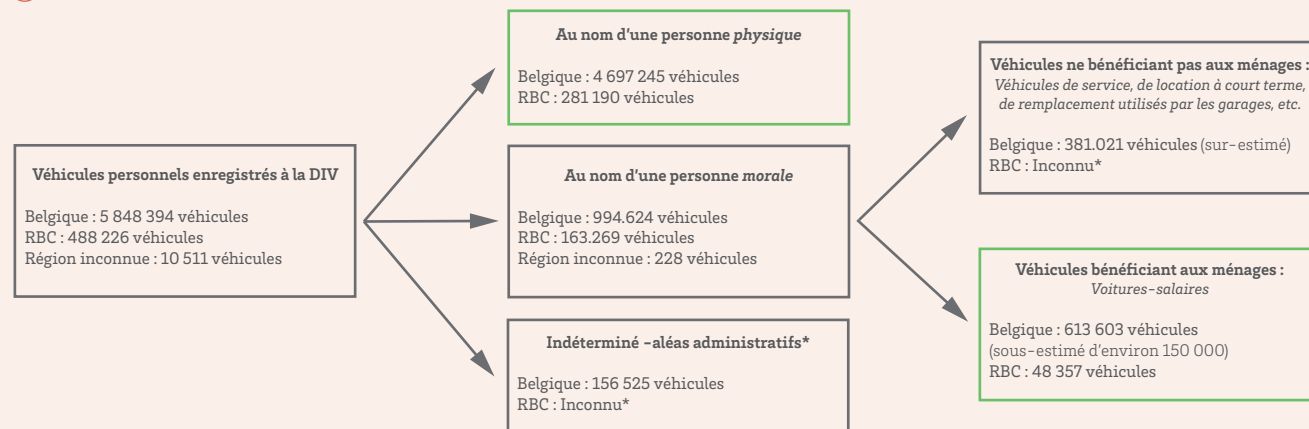 Véhicules personnels enregistrés à la DIV
Belgique : 5 848 394 véhicules
RBC : 488 226 véhicules
Région inconnue : 10 511 véhicules
Au nom d'une personne physique
Belgique : 4 697 245 véhicules
RBC : 281 190 véhicules
Au nom d'une personne morale
Belgique : 994.624 véhicules
RBC : 163.269 véhicules
Région inconnue : 228 véhicules
Indéterminé -aléas administratifs*
Belgique : 156 525 véhicules
RBC : Inconnu*
Véhicules ne bénéficiant pas aux ménages :
Véhicules de service, de location à court terme,
de remplacement utilisés par les garages, etc.
Belgique : 381.021 véhicules (sur-estimé)
RBC : Inconnu*
Véhicules bénéficiant aux ménages :
Voitures-salaires
Belgique : 613 603 véhicules
(sous-estimé d'environ 150 000)
RBC : 48 357 véhicules